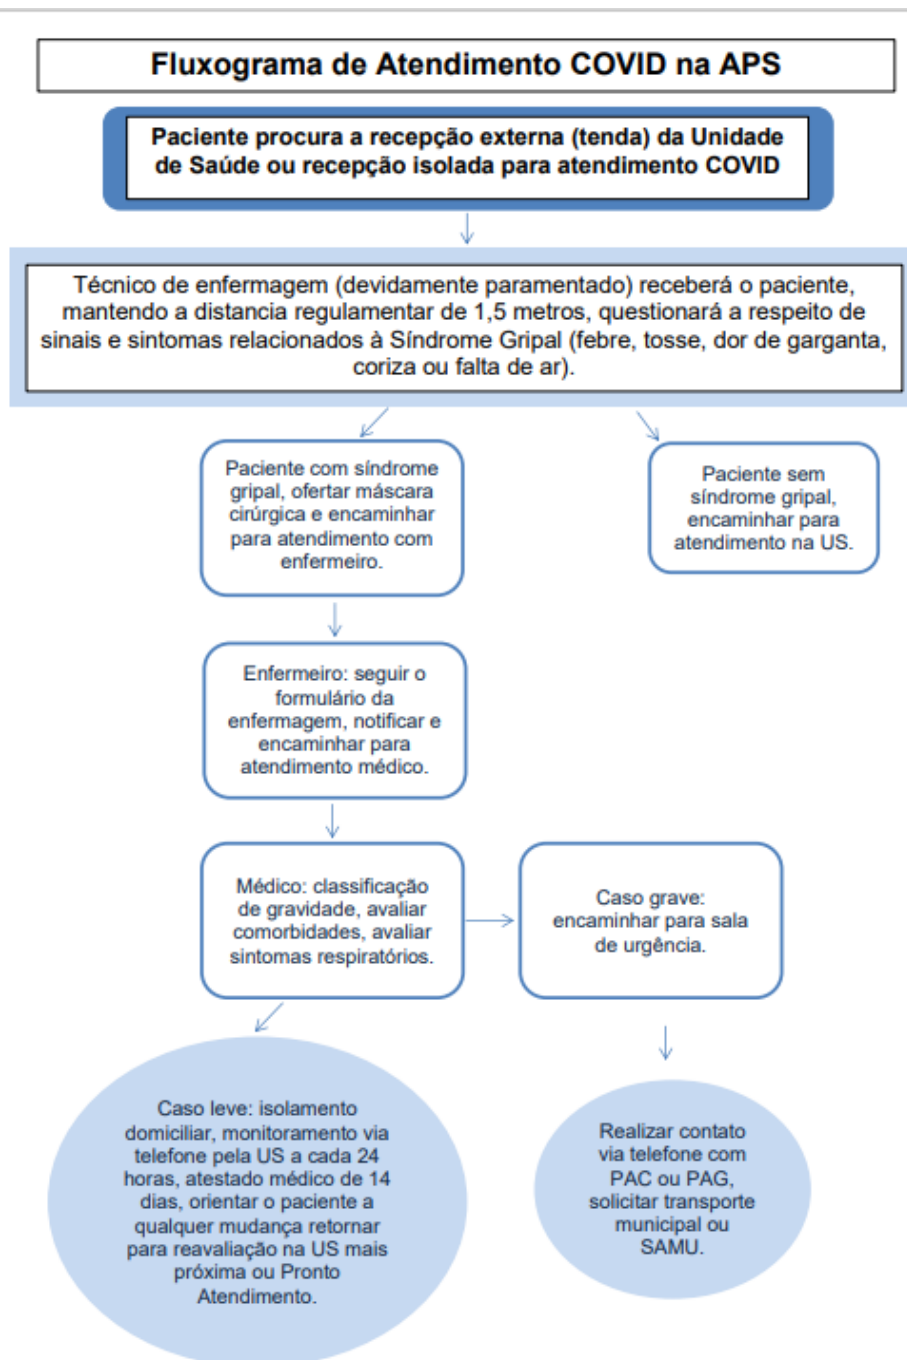 Fluxograma de Atendimento COVID na APS
Paciente procura a recepção externa (tenda) da Unidade
de Saúde ou recepção isolada para atendimento COVID
Técnico de enfermagem (devidamente paramentado) receberá o paciente,
mantendo a distancia regulamentar de 1,5 metros, questionará a respeito de
sinais e sintomas relacionados à Síndrome Gripal (febre, tosse, dor de garganta,
coriza ou falta de ar).
Paciente com síndrome
gripal, ofertar máscara
cirúrgica e encaminhar
para atendimento com
enfermeiro.
Paciente sem
síndrome gripal,
encaminhar para
atendimento na US.
Enfermeiro: seguir o
formulário da
enfermagem, notificar e
encaminhar para
atendimento médico.
Médico: classificação
de gravidade, avaliar
comorbidades, avaliar
sintomas respiratórios.
Caso grave:
encaminhar para sala
de urgência.
Caso leve: isolamento
domiciliar, monitoramento via
telefone pela US a cada 24
horas, atestado médico de 14
dias, orientar o paciente a
qualquer mudança retornar
para reavaliação na US mais
próxima ou Pronto
Atendimento.
Realizar contato
via telefone com
PAC ou PAG,
solicitar transporte
municipal ou
SAMU.